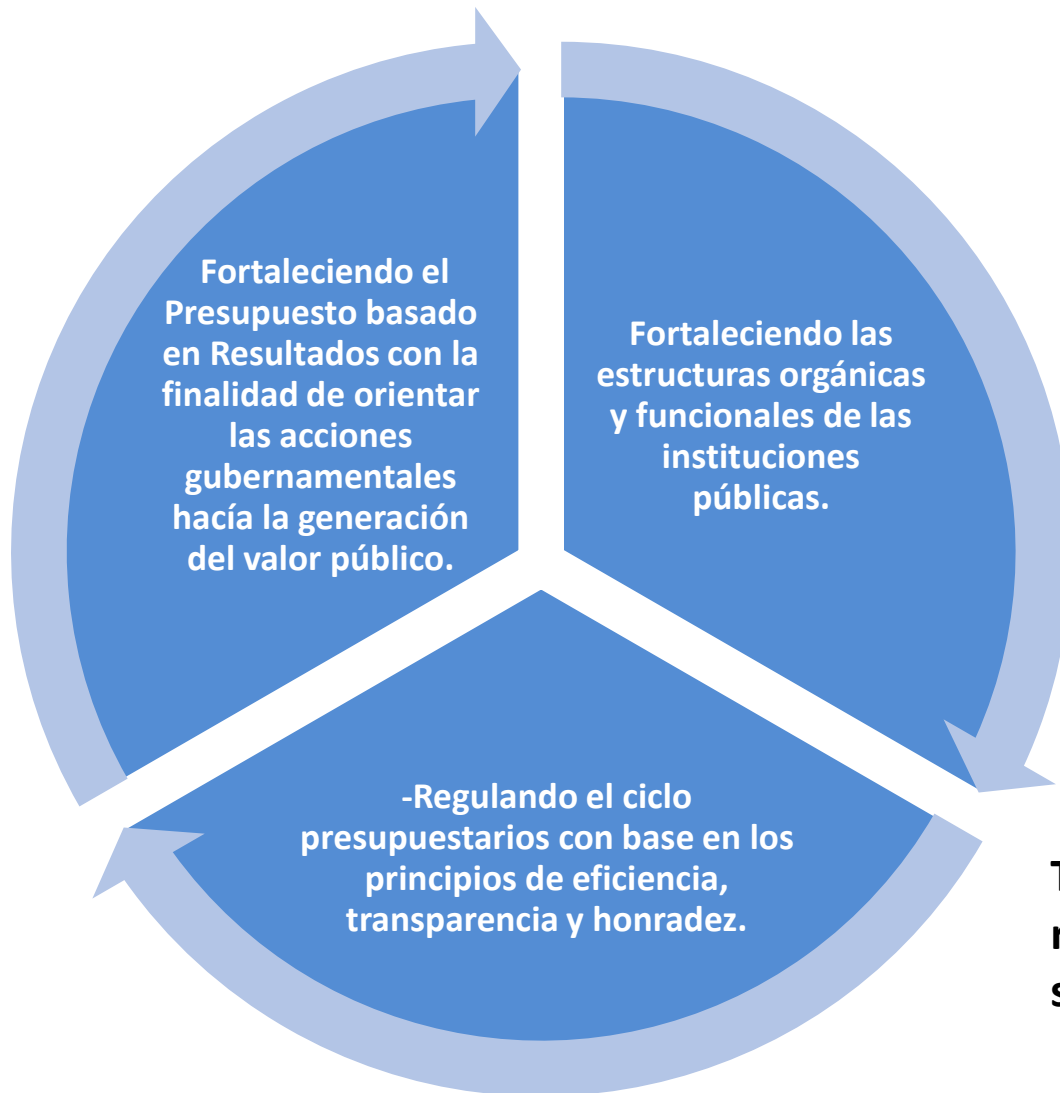 Fortaleciendo el
Presupuesto basado
en Resultados con la
finalidad de orientar
las acciones
gubernamentales
hacía la generación
del valor público.
Fortaleciendo las
estructuras orgánicas
y funcionales de las
instituciones
públicas.
-Regulando el ciclo
presupuestarios con base en los
principios de eficiencia,
transparencia y honradez.